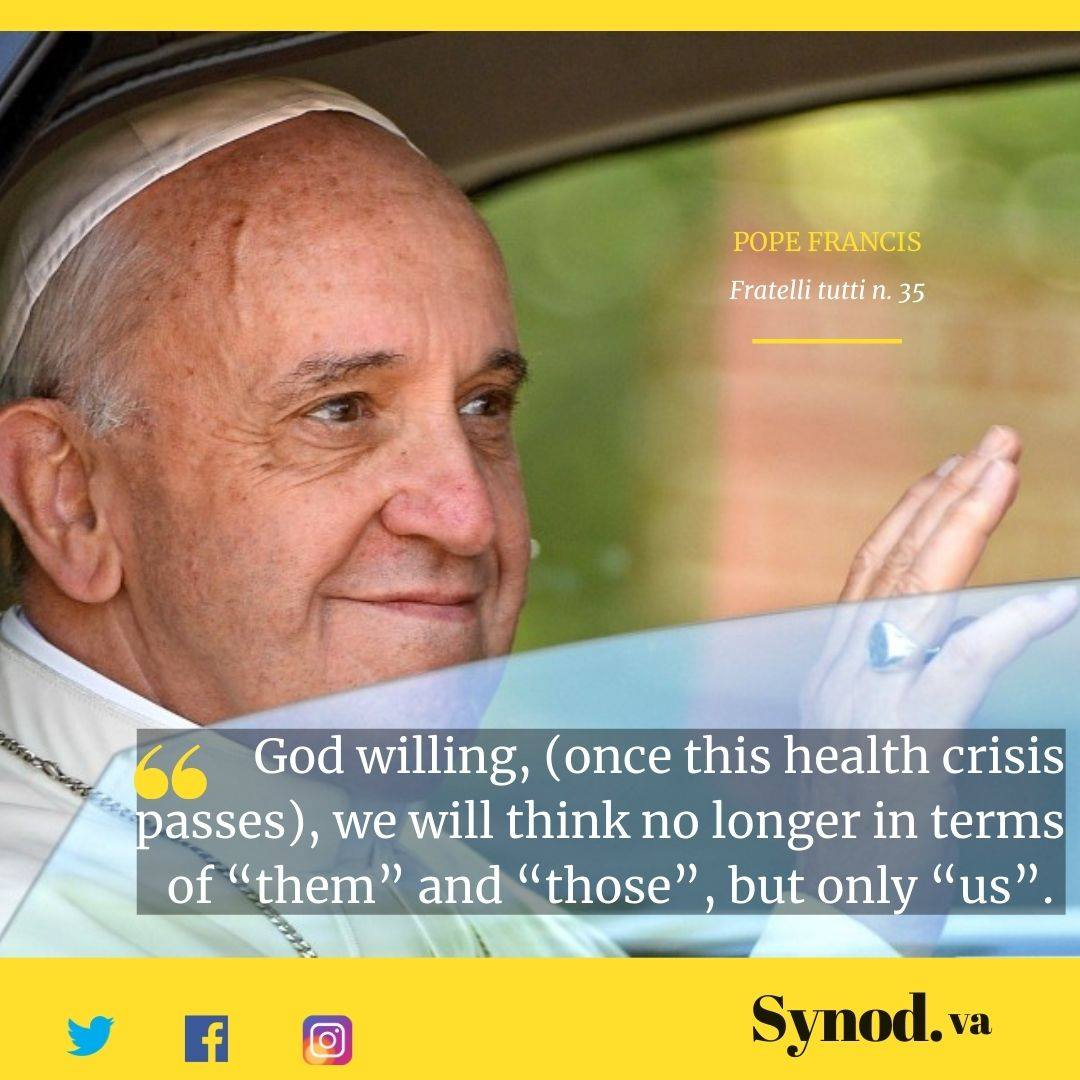 POPE FRANCIS
Fratelli tutti n. 35
“ God willing, (once this health crisis
passes), we will think no longer in terms
of “them” and “those”, but only “us”.
Synod.va